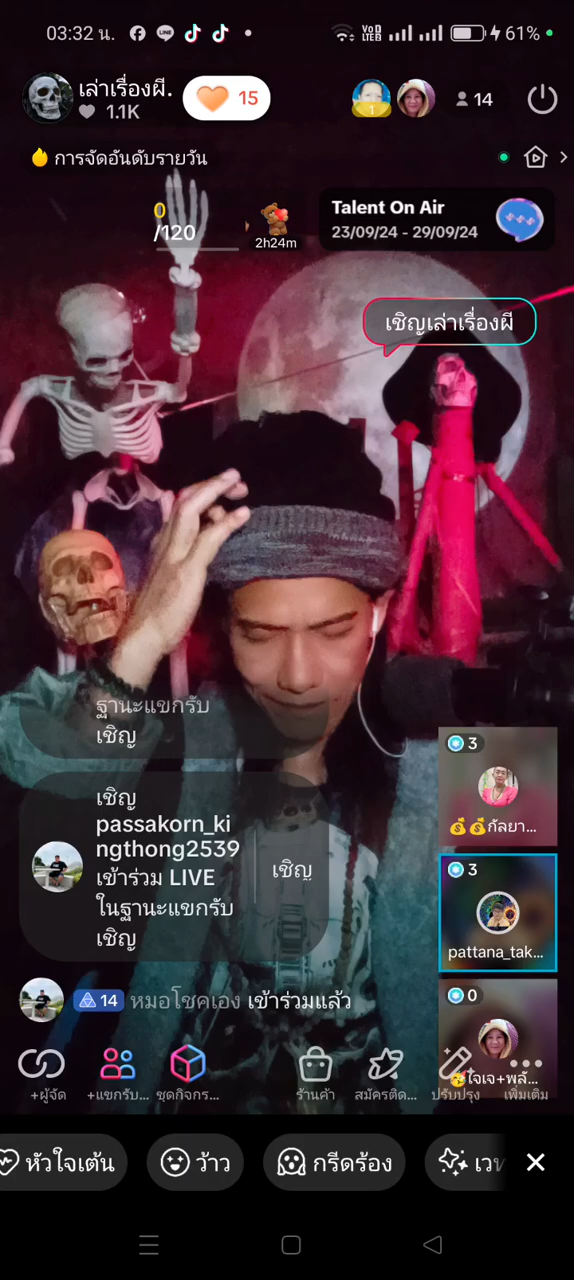 03:32 น.
VoD LTE2
61%
เล่าเรื่องผี.
1.1K
15
1
14
การจัดอันดับรายวัน
0
/120
2h24m
Talent On Air
23/09/24 - 29/09/24
เชิญเล่าเรื่องผี
ฐานะแขกรับ
เชิญ
เชิญ
passakorn_ki
ngthong2539
เข้าร่วม LIVE
ในฐานะแขกรับ
เชิญ
เชิญ
3
กัลยา...
3
pattana_tak...
0
ใจเจ+พลั...
14 หมอโชคเอง เข้าร่วมแล้ว
+ผู้จัด
+แขกรับ...
ชุดกิจกร...
ร้านค้า
สมัครติด...
ปรับปรุง
เพิ่มเติม
หัวใจเต้น
ว้าว
กรีดร้อง